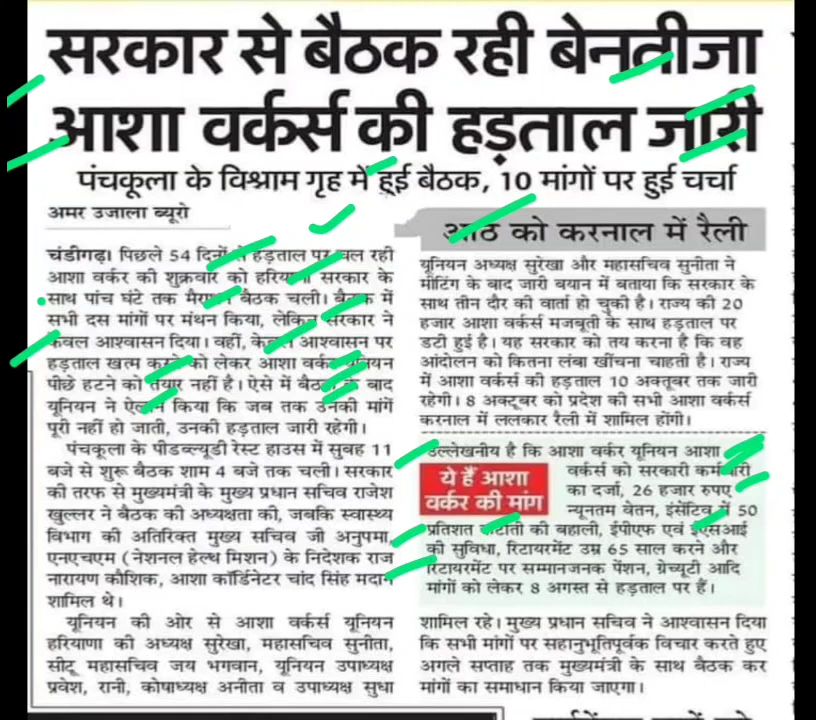 सरकार से बैठक रही बेनतीजा
आशा वर्कर्स की हड़ताल जारी
पंचकूला के विश्राम गृह में हुई बैठक, 10 मांगों पर हुई चर्चा
अमर उजाला ब्यूरो
चंडीगढ़। पिछले 54 दिनों से हड़ताल पर चल रही
आशा वर्कर की शुक्रवार को हरियाणा सरकार के
साथ पांच घंटे तक मैराथन बैठक चली। बैठक में
सभी दस मांगों पर मंथन किया, लेकिन सरकार ने
केवल आश्वासन दिया। वहीं, केवल आश्वासन पर
हड़ताल खत्म करने को लेकर आशा वर्कर यूनियन
पीछे हटने को तैयार नहीं है। ऐसे में बैठक के बाद
यूनियन ने ऐलान किया कि जब तक उनकी मांगें
पूरी नहीं हो जाती, उनकी हड़ताल जारी रहेगी।
पंचकूला के पीडब्ल्यूडी रेस्ट हाउस में सुबह 11
बजे से शुरू बैठक शाम 4 बजे तक चली। सरकार
की तरफ से मुख्यमंत्री के मुख्य प्रधान सचिव राजेश
खुल्लर ने बैठक की अध्यक्षता की, जबकि स्वास्थ्य
विभाग की अतिरिक्त मुख्य सचिव जी अनुपमा,
एनएचएम (नेशनल हेल्थ मिशन) के निदेशक राज
नारायण कौशिक, आशा कॉर्डिनेटर चांद सिंह मदान
शामिल थे।
यूनियन की ओर से आशा वर्कर्स यूनियन
हरियाणा की अध्यक्ष सुरेखा, महासचिव सुनीता,
सीटू महासचिव जय भगवान, यूनियन उपाध्यक्ष
प्रवेश, रानी, कोषाध्यक्ष अनीता व उपाध्यक्ष सुधा
आठ को करनाल में रैली
यूनियन अध्यक्ष सुरेखा और महासचिव सुनीता ने
मीटिंग के बाद जारी बयान में बताया कि सरकार के
साथ तीन दौर की वार्ता हो चुकी है। राज्य की 20
हजार आशा वर्कर्स मजबूती के साथ हड़ताल पर
डटी हुई है। यह सरकार को तय करना है कि वह
आंदोलन को कितना लंबा खींचना चाहती है। राज्य
में आशा वर्कर्स की हड़ताल 10 अक्तूबर तक जारी
रहेगी। 8 अक्टूबर को प्रदेश की सभी आशा वर्कर्स
करनाल में ललकार रैली में शामिल होंगी।
उल्लेखनीय है कि आशा वर्कर यूनियन आशा
ये हैं आशा
वर्कर की मांग
वर्कर्स को सरकारी कर्मचारी
का दर्जा, 26 हजार रुपए
न्यूनतम वेतन, इंसेंटिव में 50
प्रतिशत कटौती की बहाली, ईपीएफ एवं ईएसआई
की सुविधा, रिटायरमेंट उम्र 65 साल करने और
रिटायरमेंट पर सम्मानजनक पेंशन, ग्रेच्यूटी आदि
मांगों को लेकर 8 अगस्त से हड़ताल पर हैं।
शामिल रहे। मुख्य प्रधान सचिव ने आश्वासन दिया
कि सभी मांगों पर सहानुभूतिपूर्वक विचार करते हुए
अगले सप्ताह तक मुख्यमंत्री के साथ बैठक कर
मांगों का समाधान किया जाएगा।